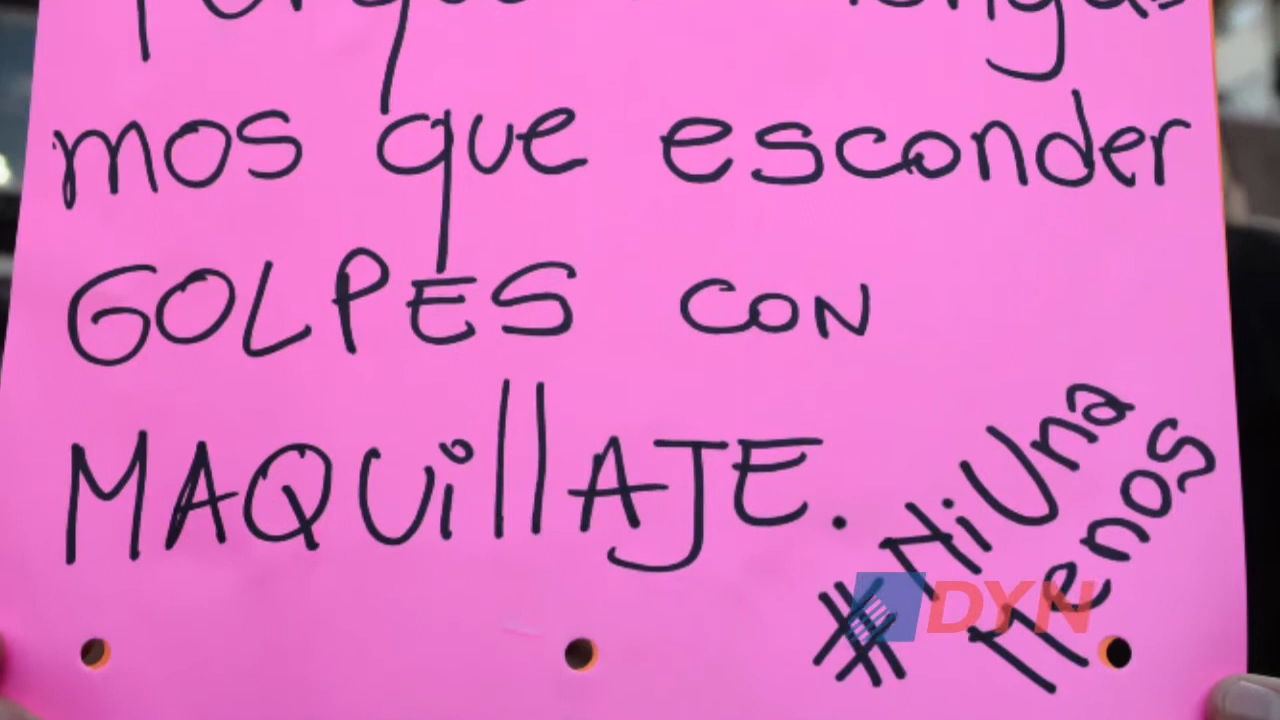 mos que esconder
GOLPES CON
MAQUillAJE.
#NiUna
Menos
DYN